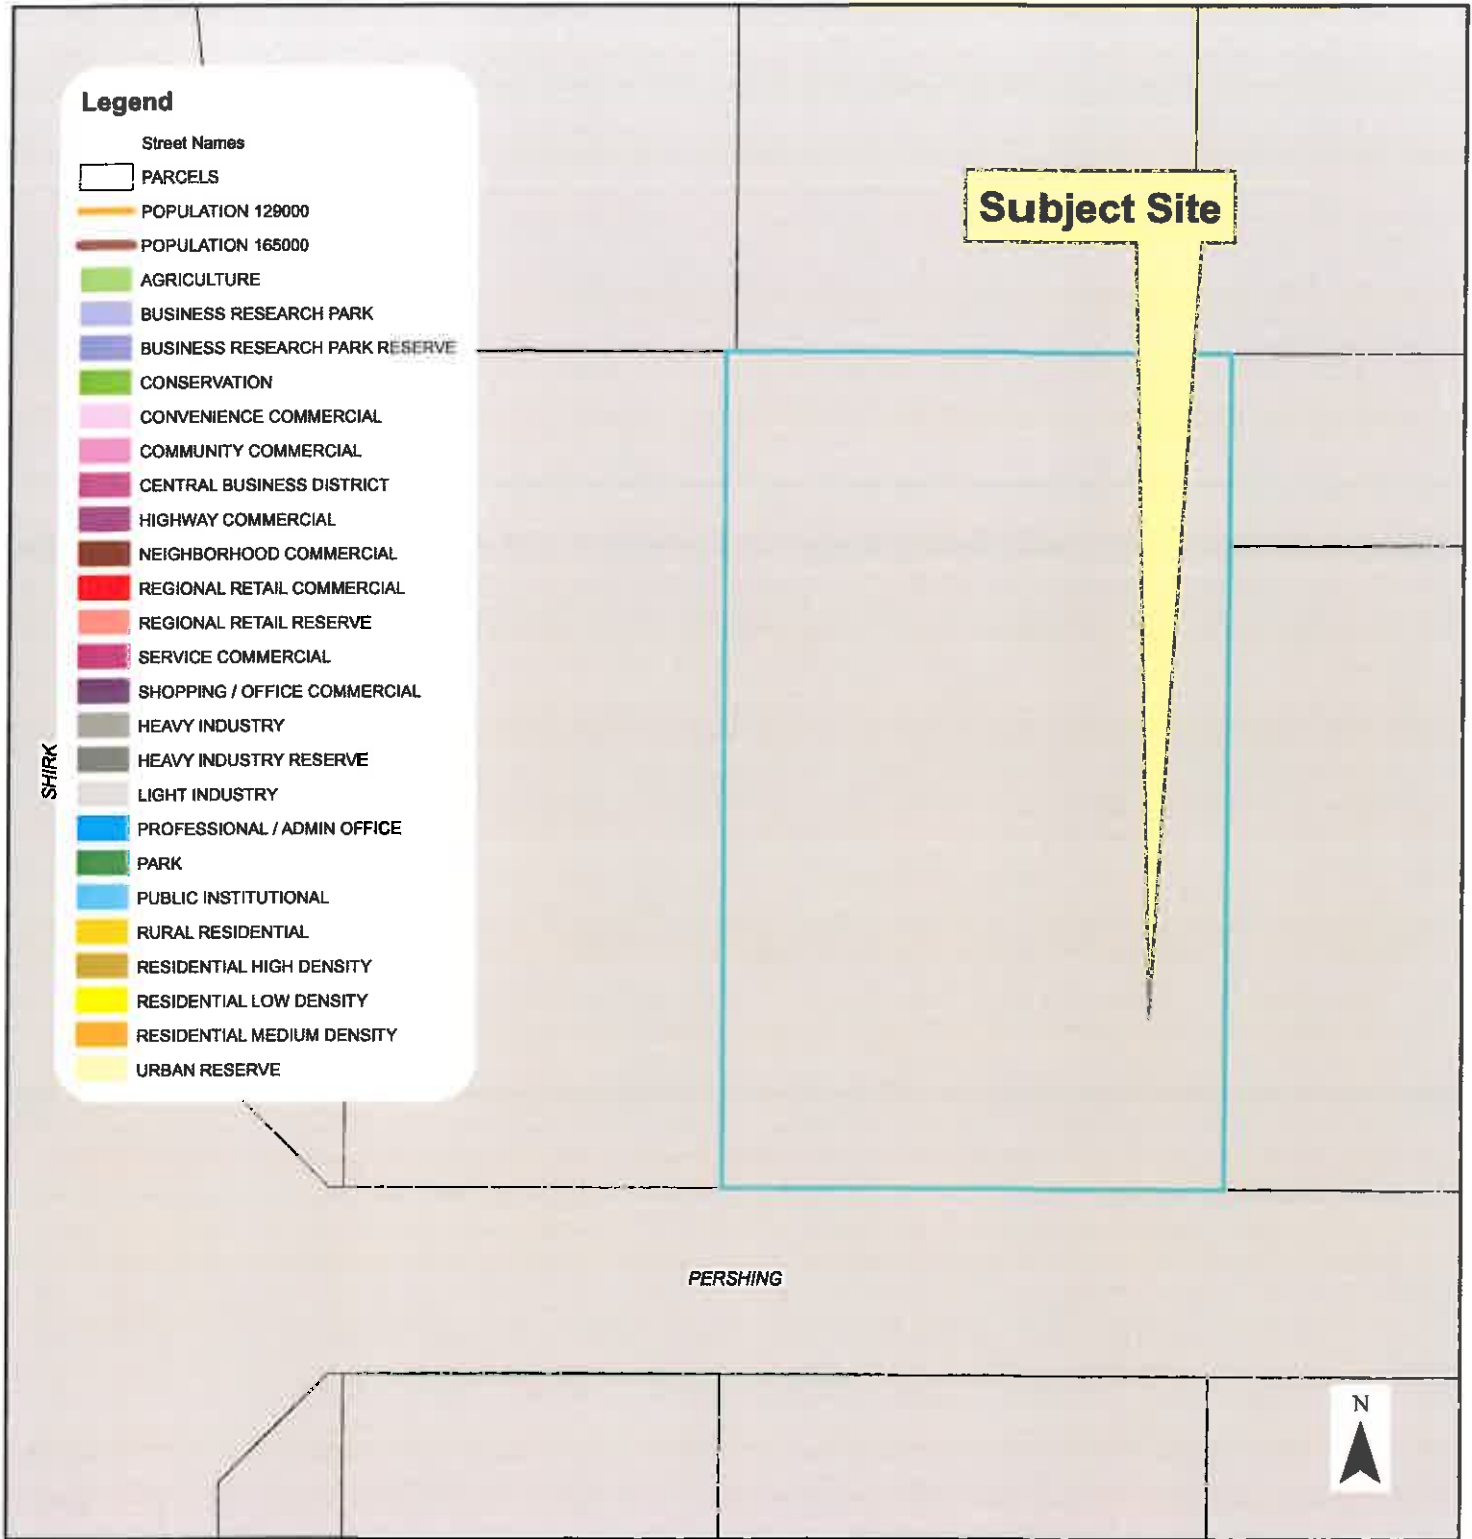 Legend
Street Names
PARCELS
POPULATION 129000
POPULATION 165000
AGRICULTURE
BUSINESS RESEARCH PARK
BUSINESS RESEARCH PARK RESERVE
CONSERVATION
CONVENIENCE COMMERCIAL
COMMUNITY COMMERCIAL
CENTRAL BUSINESS DISTRICT
HIGHWAY COMMERCIAL
NEIGHBORHOOD COMMERCIAL
REGIONAL RETAIL COMMERCIAL
REGIONAL RETAIL RESERVE
SERVICE COMMERCIAL
SHOPPING / OFFICE COMMERCIAL
HEAVY INDUSTRY
HEAVY INDUSTRY RESERVE
LIGHT INDUSTRY
PROFESSIONAL / ADMIN OFFICE
PARK
PUBLIC INSTITUTIONAL
RURAL RESIDENTIAL
RESIDENTIAL HIGH DENSITY
RESIDENTIAL LOW DENSITY
RESIDENTIAL MEDIUM DENSITY
URBAN RESERVE
Subject Site
SHIRK
PERSHING
N